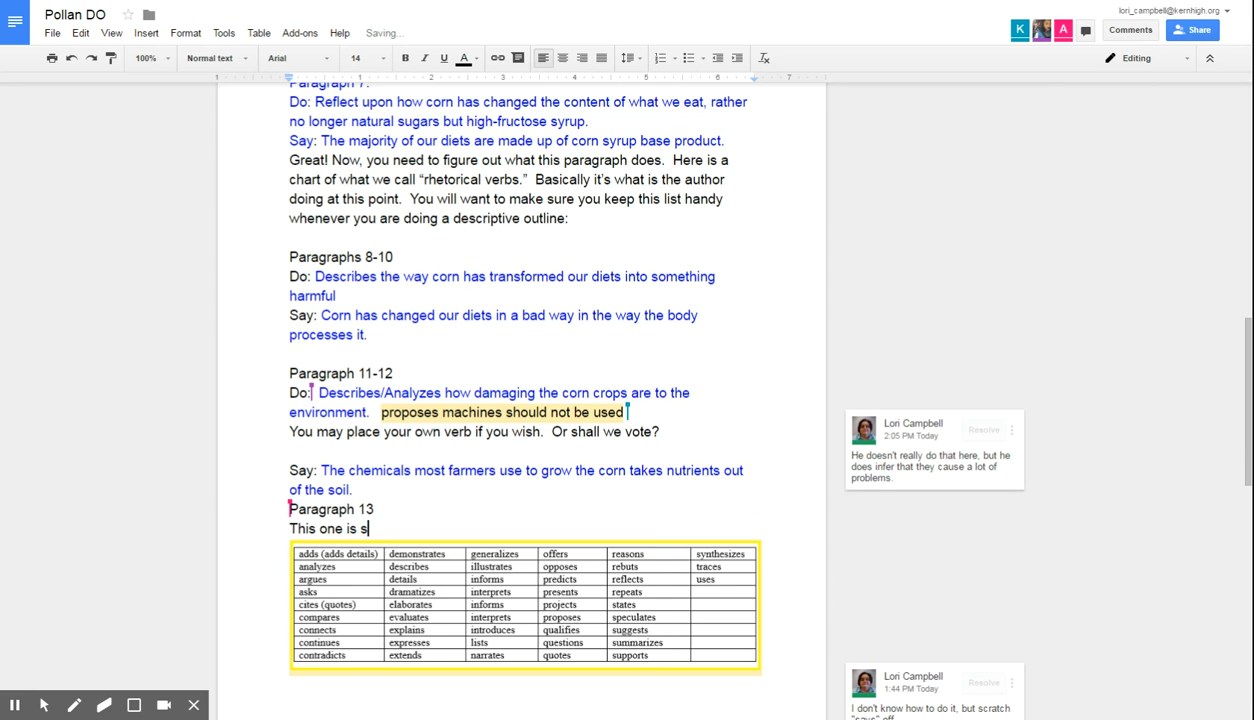 Pollan DO
lori_campbell@kernhigh.org
File Edit View Insert Format Tools Table Add-ons Help Saving...
K A Comments Share
100% Normal text Arial 14 B I U A Editing
1 1 2 3 4 5 6 7
Paragraph 7:
Do: Reflect upon how corn has changed the content of what we eat, rather
no longer natural sugars but high-fructose syrup.
Say: The majority of our diets are made up of corn syrup base product.
Great! Now, you need to figure out what this paragraph does. Here is a
chart of what we call “rhetorical verbs.” Basically it’s what is the author
doing at this point. You will want to make sure you keep this list handy
whenever you are doing a descriptive outline:
Paragraphs 8-10
Do: Describes the way corn has transformed our diets into something
harmful
Say: Corn has changed our diets in a bad way in the way the body
processes it.
Paragraph 11-12
Do: Describes/Analyzes how damaging the corn crops are to the
environment. proposes machines should not be used
You may place your own verb if you wish. Or shall we vote?
Say: The chemicals most farmers use to grow the corn takes nutrients out
of the soil.
Paragraph 13
This one is s
adds (adds details) demonstrates generalizes offers reasons synthesizes
analyzes describes illustrates opposes rebuts traces
argues details informs predicts reflects uses
asks dramatizes interprets presents repeats
cites (quotes) elaborates informs projects states
compares evaluates interprets proposes speculates
connects explains introduces qualifies suggests
continues expresses lists questions summarizes
contradicts extends narrates quotes supports
Lori Campbell
2:05 PM Today
Resolve
He doesn't really do that here, but he
does infer that they cause a lot of
problems.
Lori Campbell
1:44 PM Today
Resolve
I don't know how to do it, but scratch
"says" off